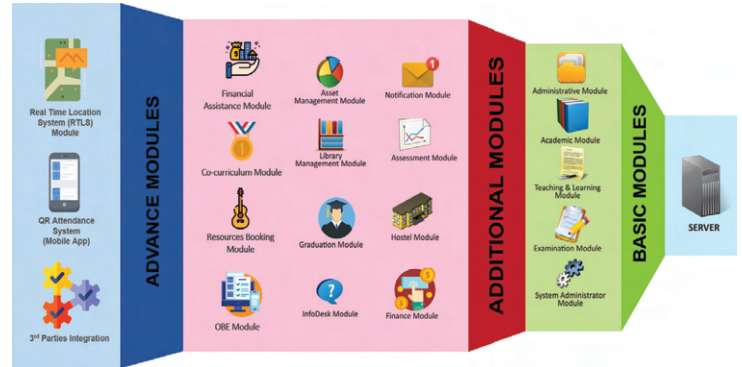 Real Time Location
System (RTLS)
Module
QR Attendance
System
(Mobile App)
3rd Parties Integration
ADVANCE MODULES
Financial
Assistance Module
Asset
Management Module
1
Notification Module
1
Co-curriculum Module
Library
Management Module
Assessment Module
Resources Booking
Module
Graduation Module
Hostel Module
OBE Module
?
InfoDesk Module
$
$
Finance Module
ADDITIONAL MODULES
Administrative Module
Academic Module
Teaching & Learning
Module
Examination Module
System Administrator
Module
BASIC MODULES
SERVER